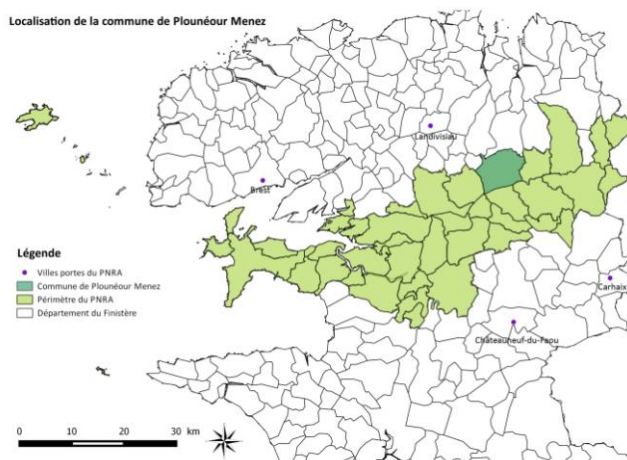 Localisation de la commune de Plounéour Menez
Landivisiau
Brest
Légende
Villes portes du PNRA
Commune de Plounéour Menez
Périmètre du PNRA
Département du Finistère
Carhaix
Châteauneuf-du-Faou
0 10 20 30 km